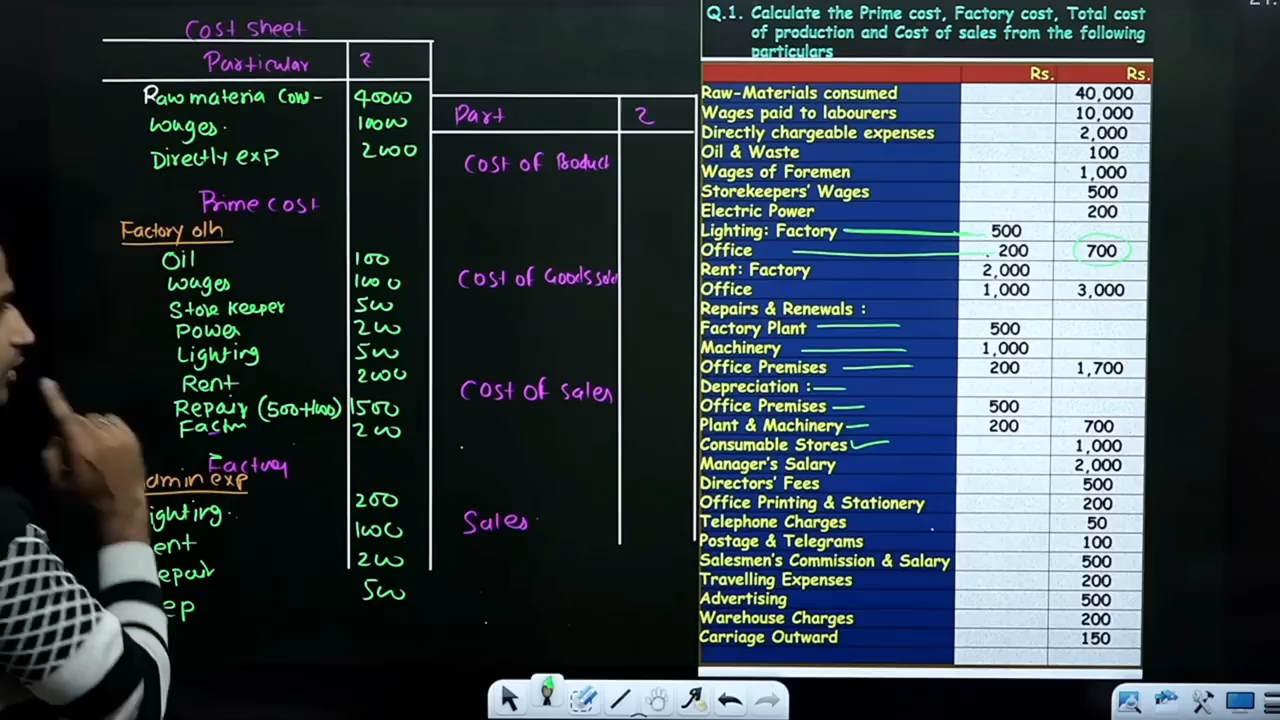 Cost sheet
Particular ₹
Raw materia Con- 40000
Wages. 10000
Directly exp 2000
Prime cost
Factory o/h
Oil 100
Wages 1000
Store Keeper 500
Power 200
Lighting 500
Rent 2000
Repairs (500+1000) 1500
200
Factory
dmin exp
ighting. 200
ent 1000
epair 200
ep 500
Part ₹
Cost of Product
Cost of Goods sold
Cost of sales
Sales
Q.1. Calculate the Prime cost, Factory cost, Total cost
of production and Cost of sales from the following
particulars
Rs. Rs.
Raw-Materials consumed 40,000
Wages paid to labourers 10,000
Directly chargeable expenses 2,000
Oil & Waste 100
Wages of Foremen 1,000
Storekeepers' Wages 500
Electric Power 200
Lighting: Factory 500
Office 200 700
Rent: Factory 2,000
Office 1,000 3,000
Repairs & Renewals :
Factory Plant 500
Machinery 1,000
Office Premises 200 1,700
Depreciation :
Office Premises 500
Plant & Machinery 200 700
Consumable Stores 1,000
Manager's Salary 2,000
Directors' Fees 500
Office Printing & Stationery 200
Telephone Charges 50
Postage & Telegrams 100
Salesmen's Commission & Salary 500
Travelling Expenses 200
Advertising 500
Warehouse Charges 200
Carriage Outward 150